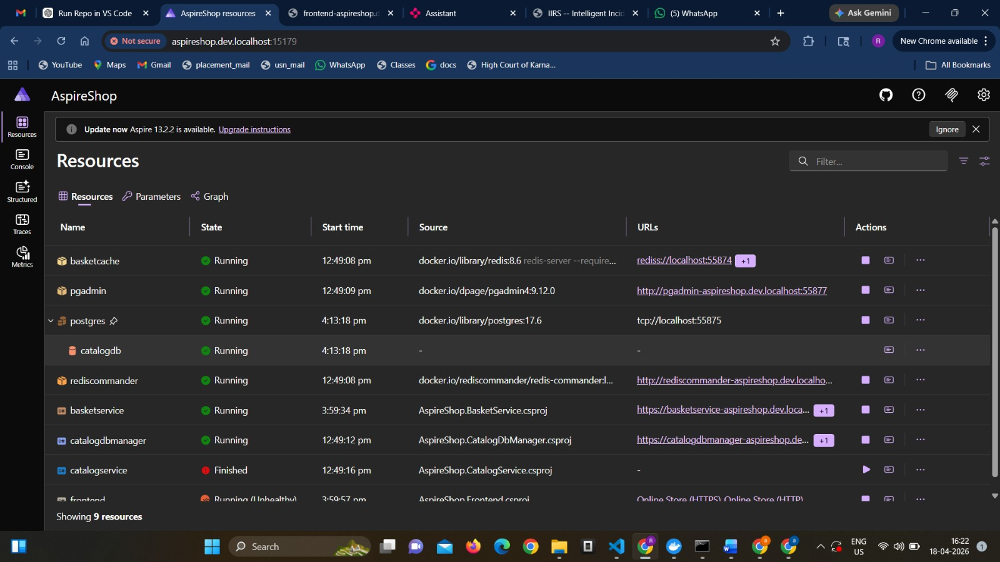 Run Repo in VS Code
AspireShop resources
frontend-aspireshop.d
Assistant
IIRS -- Intelligent Incid
(5) WhatsApp
Ask Gemini
Not secure
aspireshop.dev.localhost:15179
R
New Chrome available
YouTube
Maps
Gmail
placement_mail
usn_mail
WhatsApp
Classes
docs
High Court of Karna...
All Bookmarks
AspireShop
Resources
Console
Structured
Traces
Metrics
Update now Aspire 13.2.2 is available. Upgrade instructions
Ignore
Resources
Filter...
Resources
Parameters
Graph
Name State Start time Source URLs Actions
basketcache Running 12:49:08 pm docker.io/library/redis:8.6 redis-server --require... rediss://localhost:55874 +1
pgadmin Running 12:49:09 pm docker.io/dpage/pgadmin4:9.12.0 http://pgadmin-aspireshop.dev.localhost:55877
postgres Running 4:13:18 pm docker.io/library/postgres:17.6 tcp://localhost:55875
catalogdb Running 4:13:18 pm - -
rediscommander Running 12:49:08 pm docker.io/rediscommander/redis-commander:l... http://rediscommander-aspireshop.dev.localho...
C# basketservice Running 3:59:34 pm AspireShop.BasketService.csproj https://basketservice-aspireshop.dev.loca... +1
C# catalogdbmanager Running 12:49:12 pm AspireShop.CatalogDbManager.csproj https://catalogdbmanager-aspireshop.de... +1
C# catalogservice Finished 12:49:16 pm AspireShop.CatalogService.csproj -
frontend Running (Unhealthy) 3:59:57 pm AspireShop.Frontend.csproj Online Store (HTTPS), Online Store (HTTP)
Showing 9 resources
Search
R
a
a
ENG
US
16:22
18-04-2026
1